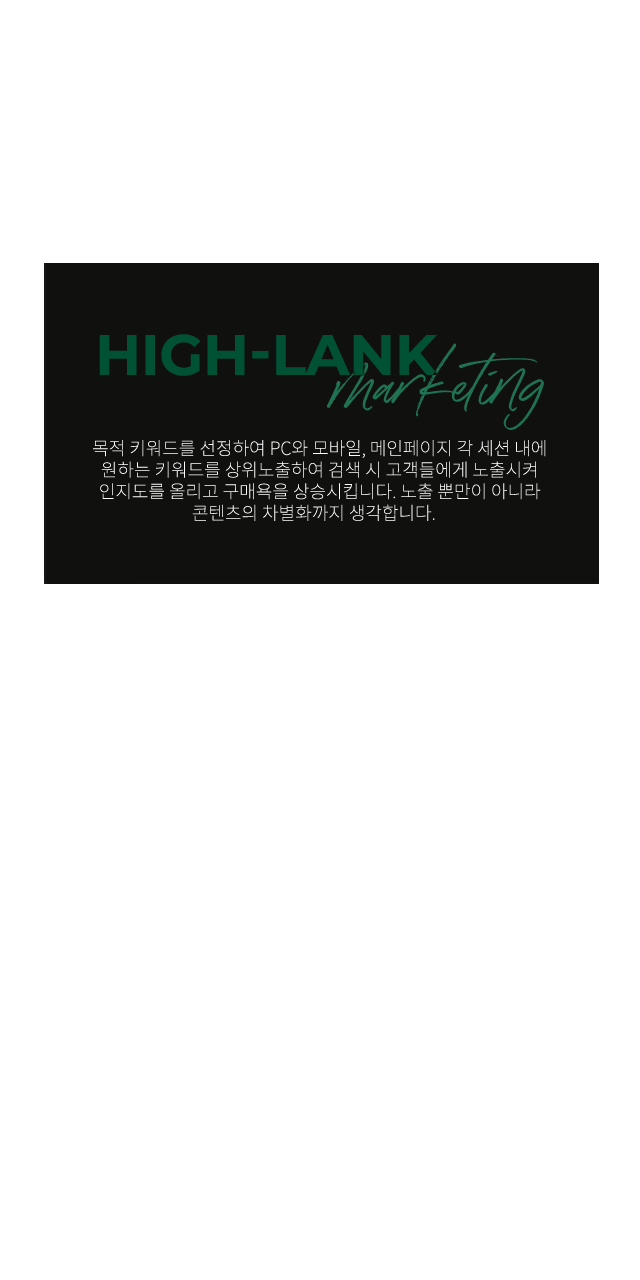 HIGH-LANK
marketing
목적 키워드를 선정하여 PC와 모바일, 메인페이지 각 세션 내에
원하는 키워드를 상위노출하여 검색 시 고객들에게 노출시켜
인지도를 올리고 구매욕을 상승시킵니다. 노출 뿐만이 아니라
콘텐츠의 차별화까지 생각합니다.